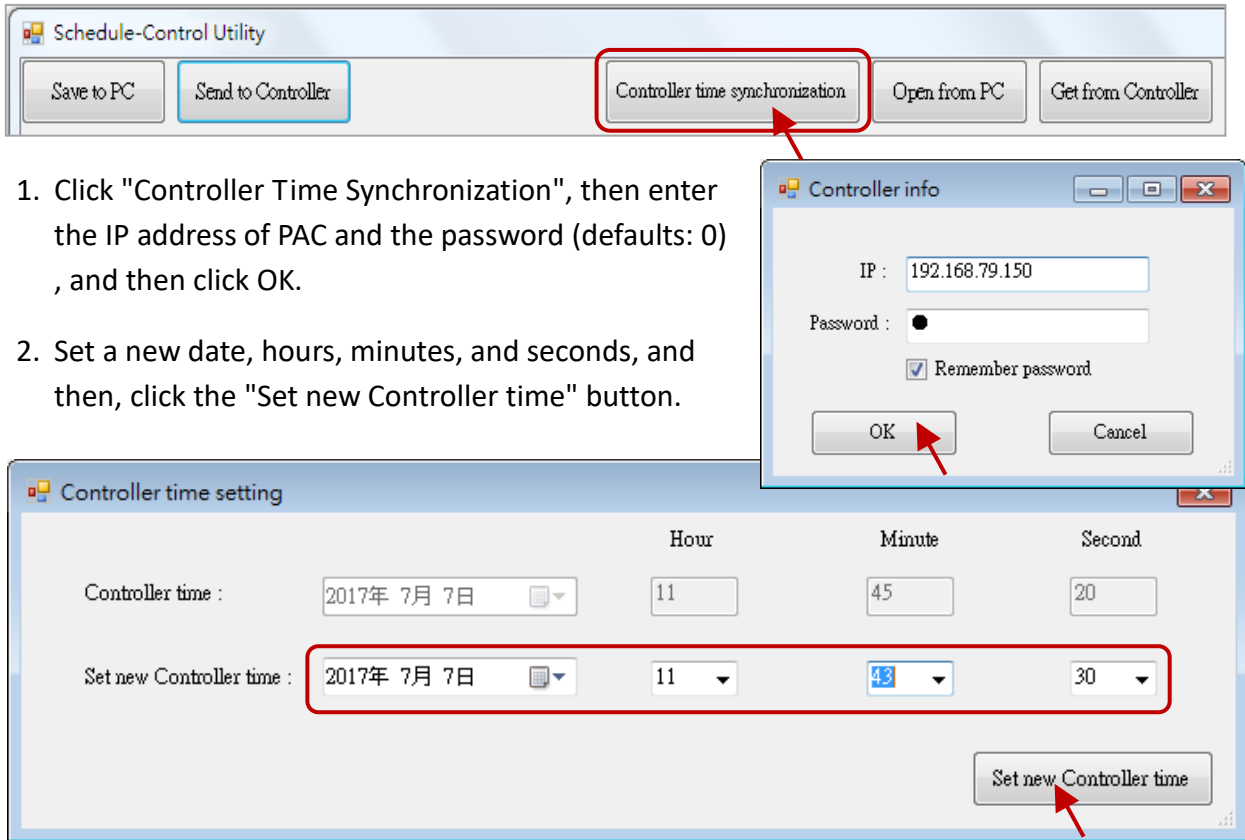 Schedule-Control Utility
Save to PC Send to Controller Controller time synchronization Open from PC Get from Controller
1. Click "Controller Time Synchronization", then enter
the IP address of PAC and the password (defaults: 0)
, and then click OK.
2. Set a new date, hours, minutes, and seconds, and
then, click the "Set new Controller time" button.
Controller info
IP : 192.168.79.150
Password : ●
Remember password
OK Cancel
Controller time setting
Hour Minute Second
Controller time : 2017年 7月 7日 11 45 20
Set new Controller time : 2017年 7月 7日 11 43 30
Set new Controller time